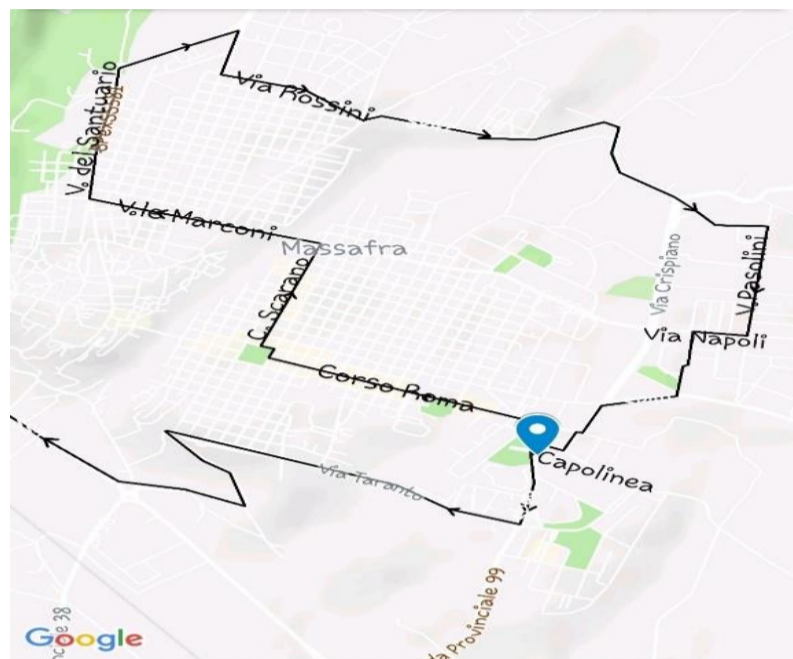 V. del Santuario
Via Rossini
V.le Marconi
Massafra
C. Scarano
Via Crispiano
V. Pasolini
Via Napoli
Corso Roma
Capolinea
Via Taranto
Provinciale 99
38
Google